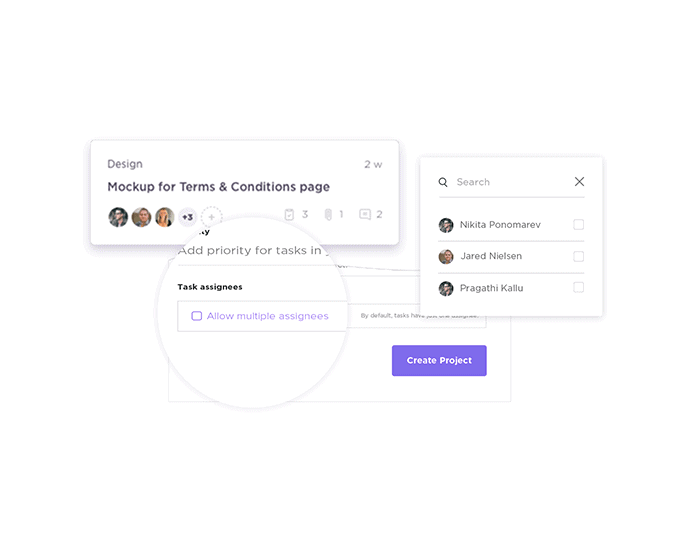 Design
2 w
Mockup for Terms & Conditions page
+3
+
3
1
2
Add priority for tasks in
Task assignees
Allow multiple assignees
By default, tasks have just one assignee.
Create Project
Search
Nikita Ponomarev
Jared Nielsen
Pragathi Kallu